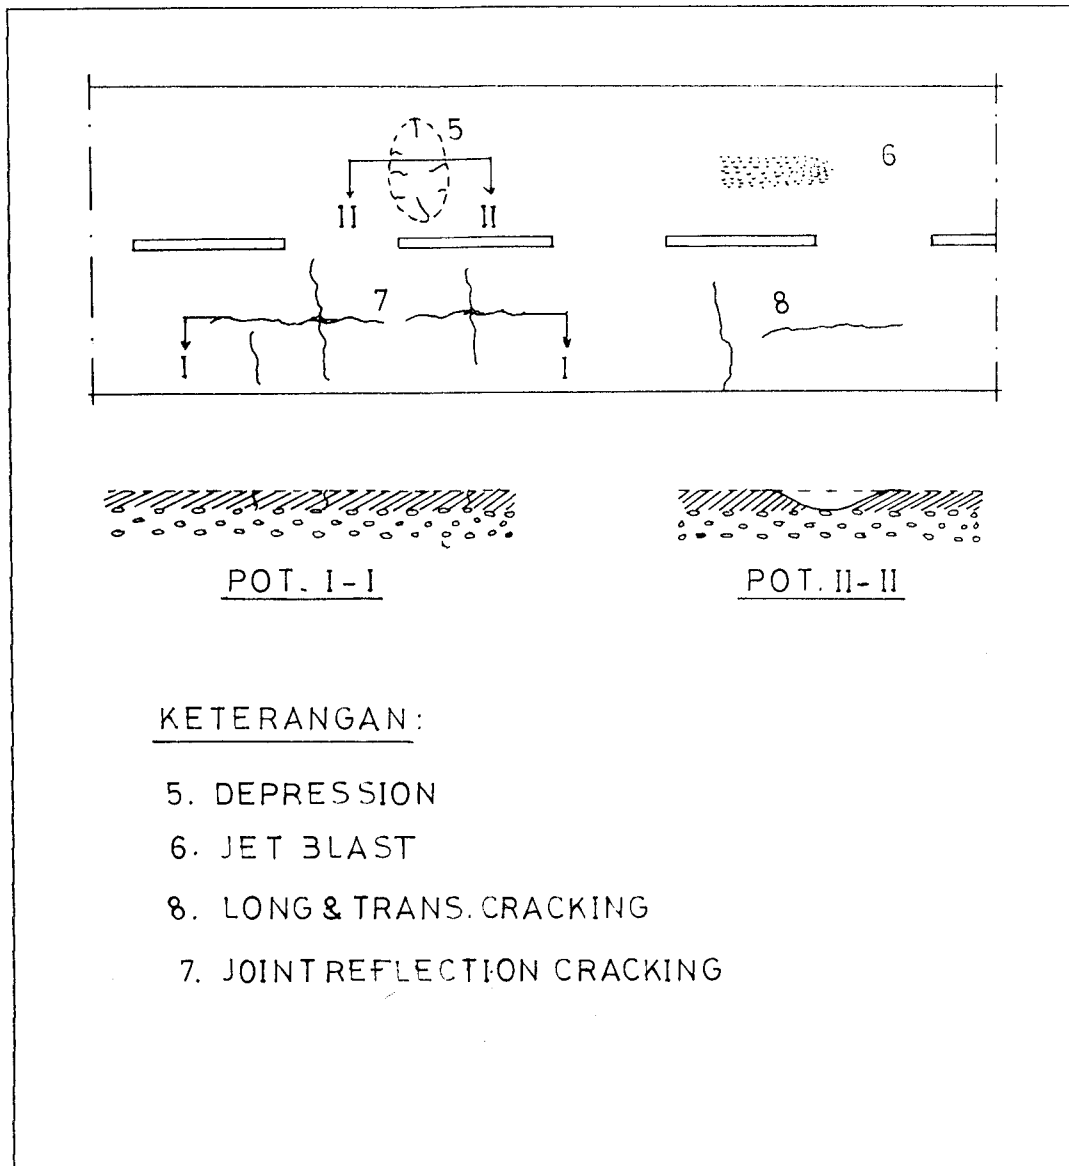 5
6
II II
7
8
I I
POT. I-I
POT. II-II
KETERANGAN:
5. DEPRESSION
6. JET BLAST
8. LONG & TRANS. CRACKING
7. JOINT REFLECTION CRACKING